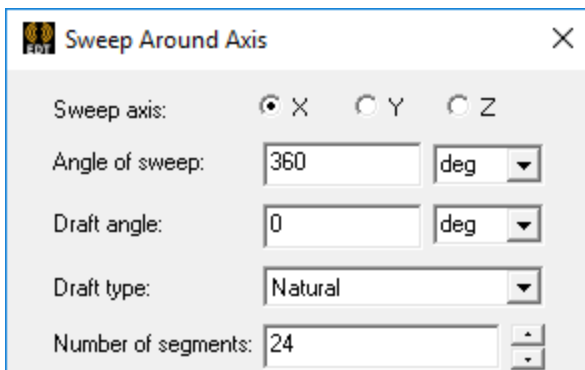 EDT Sweep Around Axis
Sweep axis: X Y Z
Angle of sweep: 360 deg
Draft angle: 0 deg
Draft type: Natural
Number of segments: 24